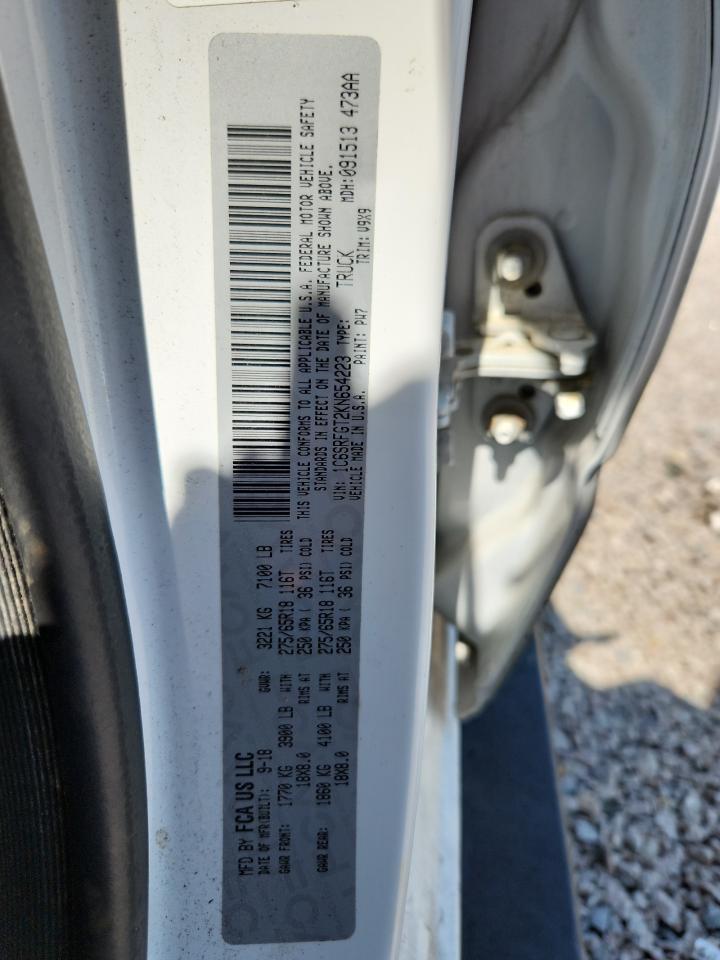 MFD BY FCA US LLC
DATE OF MFR(BUILT): 9-18 GVWR: 3221 KG 7100 LB
GAWR FRONT: 1770 KG 3900 LB WITH 275/65R18 116T TIRES
18X8.0 RIMS AT 250 KPA ( 36 PSI) COLD
GAWR REAR: 1860 KG 4100 LB WITH 275/65R18 116T TIRES
18X8.0 RIMS AT 250 KPA ( 36 PSI) COLD
THIS VEHICLE CONFORMS TO ALL APPLICABLE U.S.A. FEDERAL MOTOR VEHICLE SAFETY
STANDARDS IN EFFECT ON THE DATE OF MANUFACTURE SHOWN ABOVE.
VIN: 1C6SRFGT2KN654223 TYPE: TRUCK MDH:091513 473AA
VEHICLE MADE IN U.S.A. PAINT: PW7 TRIM: V9X9